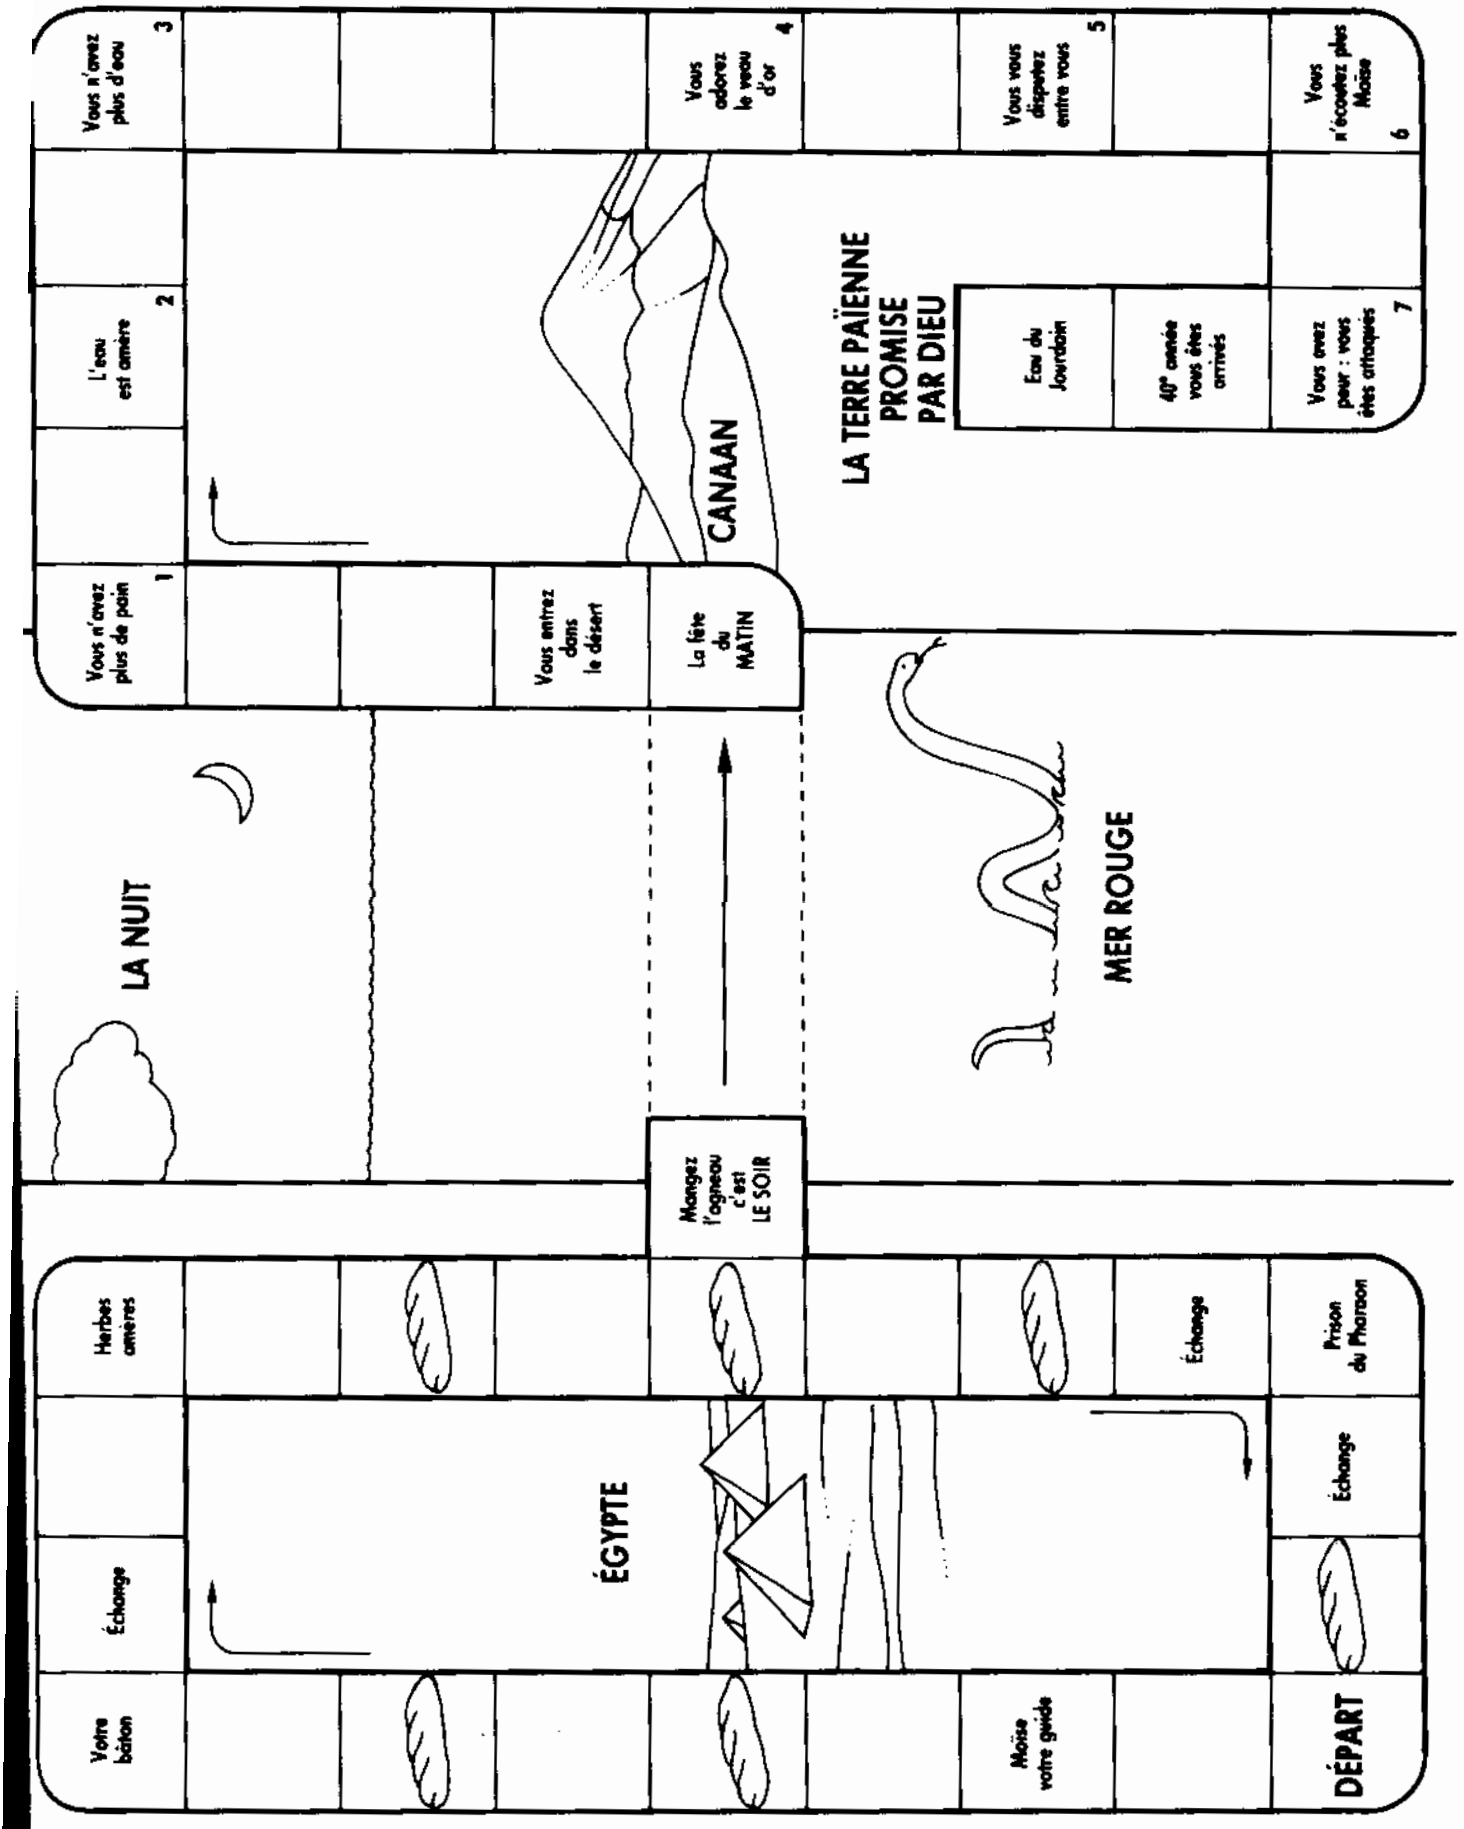 DÉPART
Moïse
votre guide
Votre
bâton
Échange
Herbes
amères
Échange
Prison
du Pharaon
Échange
ÉGYPTE
Mangez
l'agneau
c'est
LE SOIR
LA NUIT
MER ROUGE
La fête
du
MATIN
Vous entrez
dans
le désert
Vous n'avez
plus de pain
1
L'eau
est amère
2
Vous n'avez
plus d'eau
3
Vous
adorez
le veau
d'or
4
Vous vous
disputez
entre vous
5
Vous
n'écoutez plus
Moïse
6
Vous avez
peur : vous
êtes attaqués
7
40° année
vous êtes
arrivés
Eau du
Jourdain
CANAAN
LA TERRE PAÏENNE
PROMISE
PAR DIEU